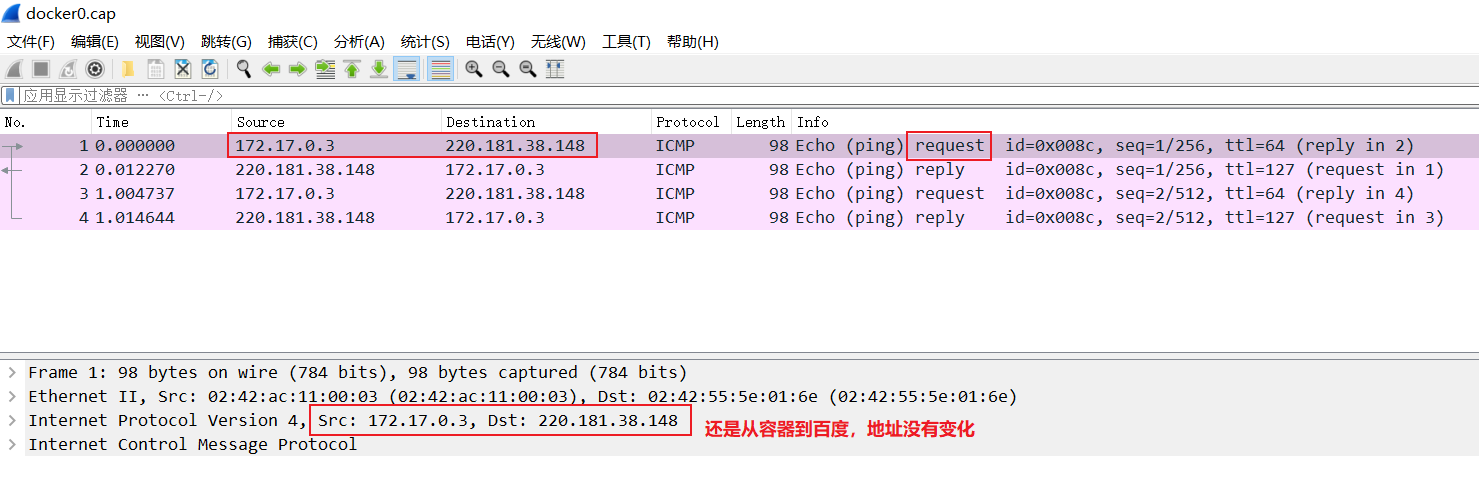 docker0.cap
文件(F) 编辑(E) 视图(V) 跳转(G) 捕获(C) 分析(A) 统计(S) 电话(Y) 无线(W) 工具(T) 帮助(H)
应用显示过滤器 … <Ctrl-/>
No. Time Source Destination Protocol Length Info
1 0.000000 172.17.0.3 220.181.38.148 ICMP 98 Echo (ping) request id=0x008c, seq=1/256, ttl=64 (reply in 2)
2 0.012270 220.181.38.148 172.17.0.3 ICMP 98 Echo (ping) reply id=0x008c, seq=1/256, ttl=127 (request in 1)
3 1.004737 172.17.0.3 220.181.38.148 ICMP 98 Echo (ping) request id=0x008c, seq=2/512, ttl=64 (reply in 4)
4 1.014644 220.181.38.148 172.17.0.3 ICMP 98 Echo (ping) reply id=0x008c, seq=2/512, ttl=127 (request in 3)
Frame 1: 98 bytes on wire (784 bits), 98 bytes captured (784 bits)
Ethernet II, Src: 02:42:ac:11:00:03 (02:42:ac:11:00:03), Dst: 02:42:55:5e:01:6e (02:42:55:5e:01:6e)
Internet Protocol Version 4, Src: 172.17.0.3, Dst: 220.181.38.148 还是从容器到百度，地址没有变化
Internet Control Message Protocol